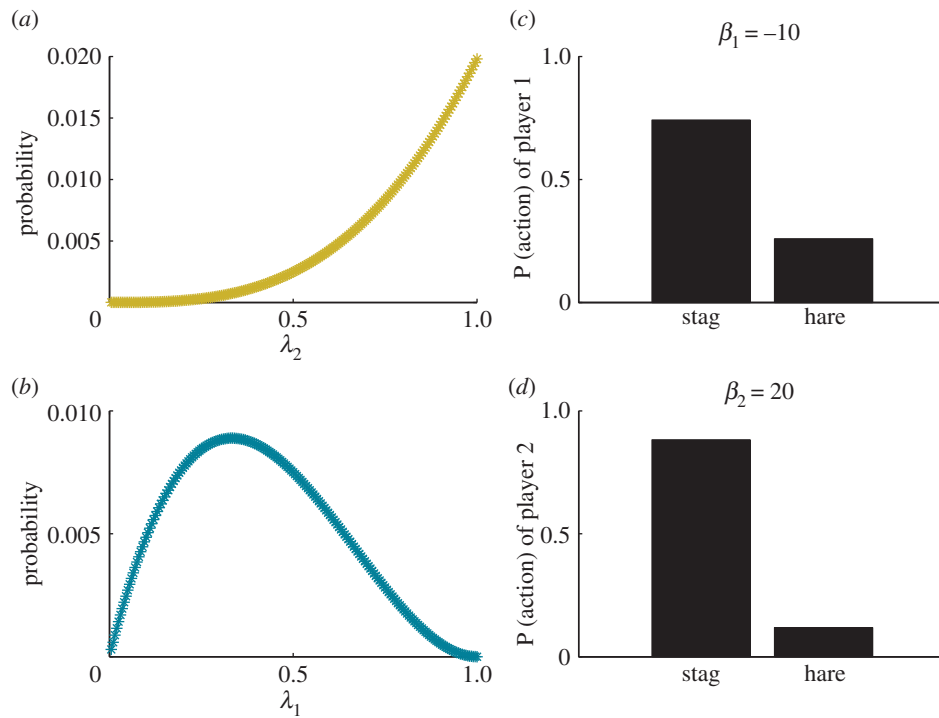 (a)
0.020
0.015
0.010
0.005
0
0.5
1.0
probability
λ2
(c)
β1 = –10
1.0
0.5
0
P (action) of player 1
stag hare
(b)
0.010
0.005
0
0.5
1.0
probability
λ1
(d)
β2 = 20
1.0
0.5
0
P (action) of player 2
stag hare